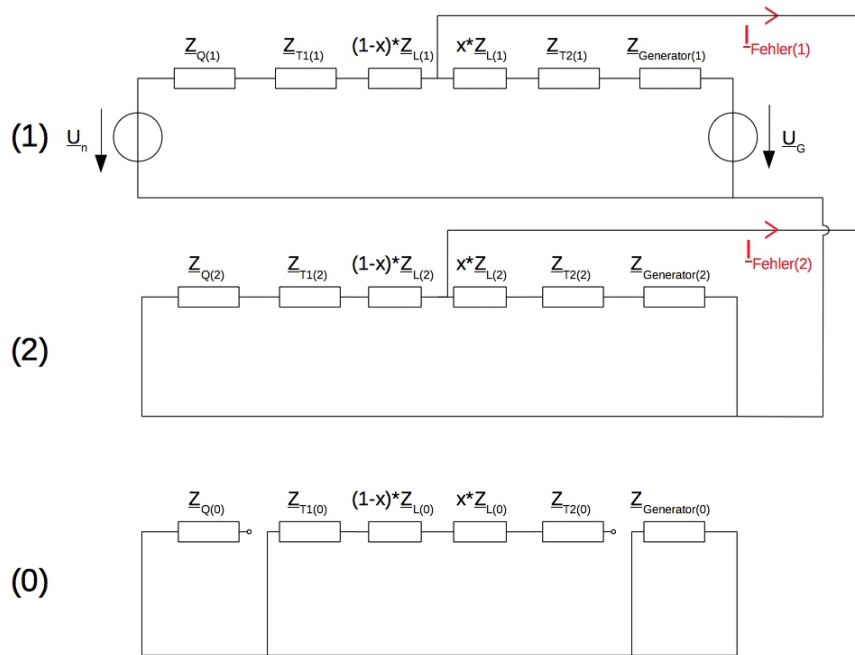 Z_Q(1) Z_T1(1) (1-x)*Z_L(1) x*Z_L(1) Z_T2(1) Z_Generator(1) I_Fehler(1)
(1) U_n U_G
Z_Q(2) Z_T1(2) (1-x)*Z_L(2) x*Z_L(2) Z_T2(2) Z_Generator(2) I_Fehler(2)
(2)
Z_Q(0) Z_T1(0) (1-x)*Z_L(0) x*Z_L(0) Z_T2(0) Z_Generator(0)
(0)